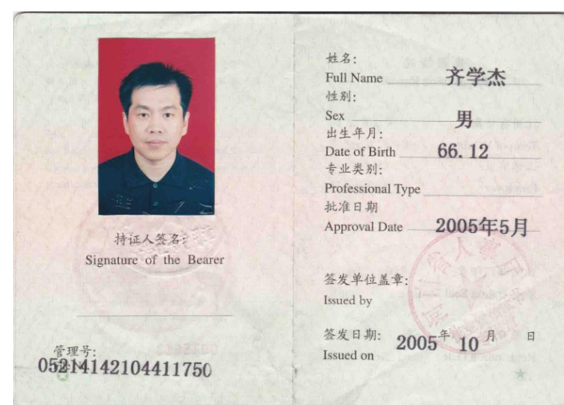 持证人签名:
Signature of the Bearer
管理号:
05214142104411750
姓名:
Full Name 齐学杰
性别:
Sex 男
出生年月:
Date of Birth 66.12
专业类别:
Professional Type
批准日期
Approval Date 2005年5月
签发单位盖章:
Issued by
签发日期: 2005年10月 日
Issued on